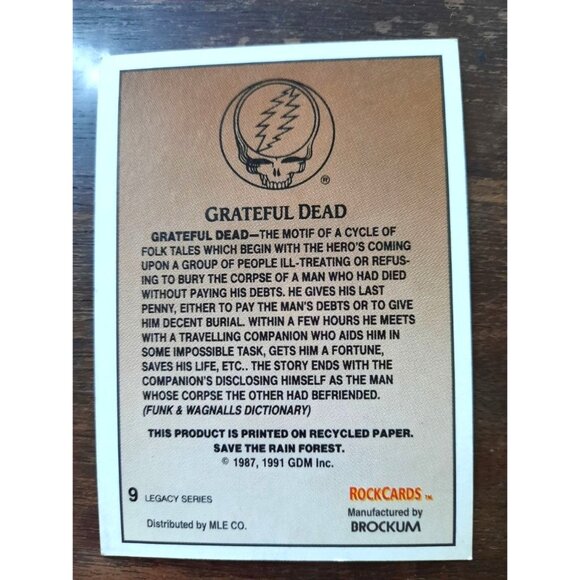 ®
GRATEFUL DEAD
GRATEFUL DEAD—THE MOTIF OF A CYCLE OF
FOLK TALES WHICH BEGIN WITH THE HERO'S COMING
UPON A GROUP OF PEOPLE ILL-TREATING OR REFUS-
ING TO BURY THE CORPSE OF A MAN WHO HAD DIED
WITHOUT PAYING HIS DEBTS. HE GIVES HIS LAST
PENNY, EITHER TO PAY THE MAN'S DEBTS OR TO GIVE
HIM DECENT BURIAL. WITHIN A FEW HOURS HE MEETS
WITH A TRAVELLING COMPANION WHO AIDS HIM IN
SOME IMPOSSIBLE TASK, GETS HIM A FORTUNE,
SAVES HIS LIFE, ETC.. THE STORY ENDS WITH THE
COMPANION'S DISCLOSING HIMSELF AS THE MAN
WHOSE CORPSE THE OTHER HAD BEFRIENDED.
(FUNK & WAGNALLS DICTIONARY)
THIS PRODUCT IS PRINTED ON RECYCLED PAPER.
SAVE THE RAIN FOREST.
© 1987, 1991 GDM Inc.
9 LEGACY SERIES
Distributed by MLE CO.
ROCKCARDS TM
Manufactured by
BROCKUM